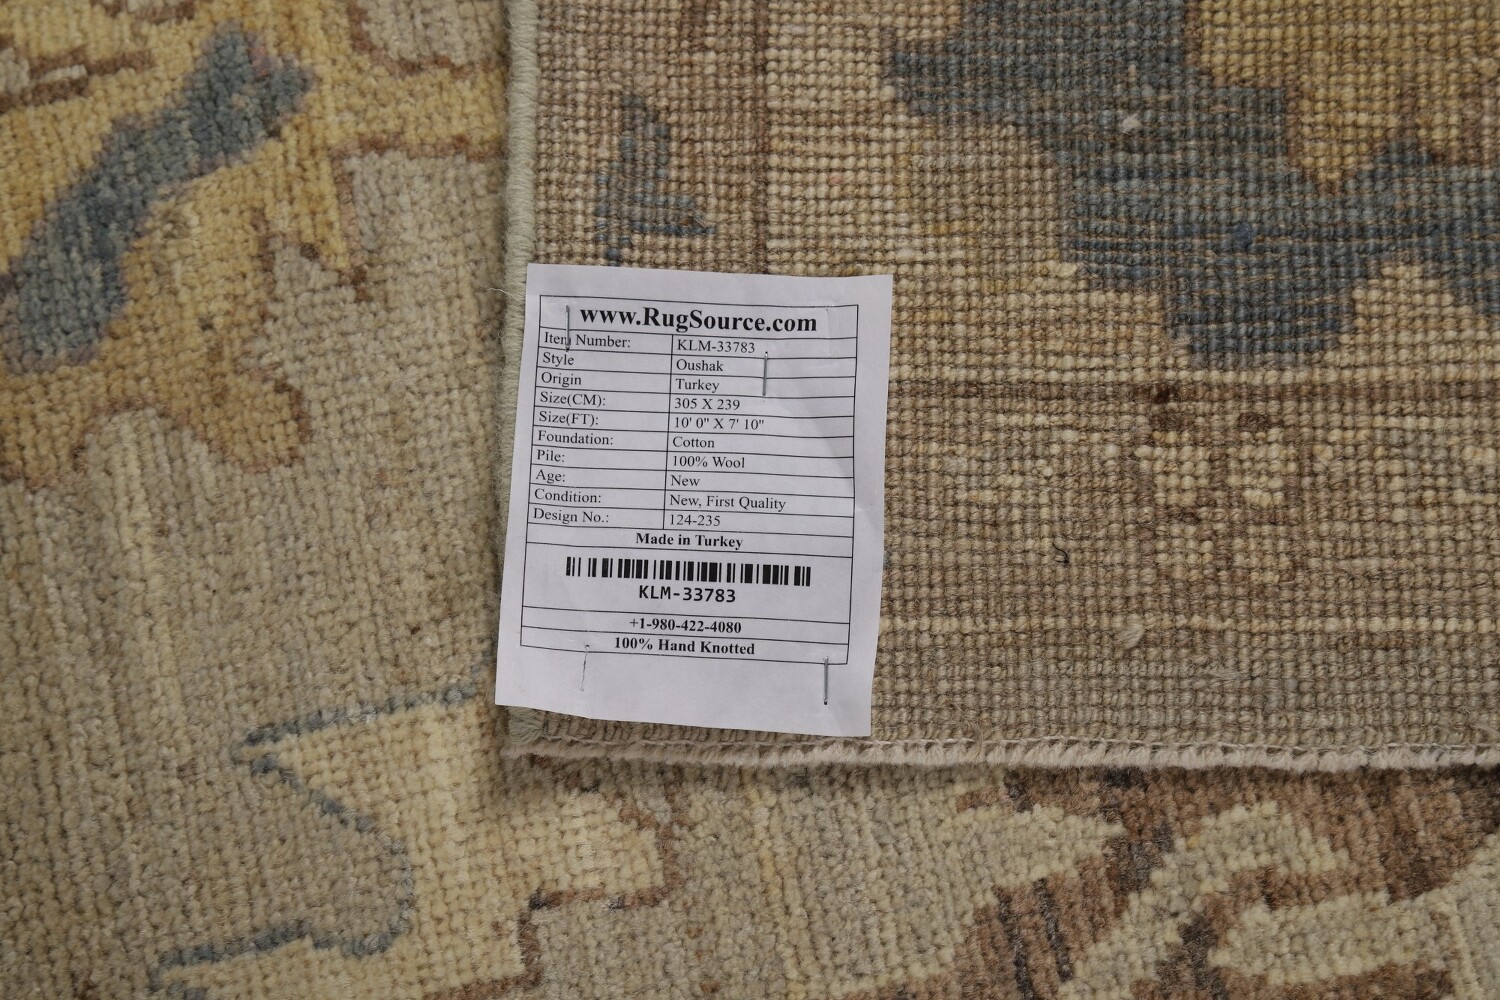 www.RugSource.com
Item Number: KLM-33783
Style Oushak
Origin Turkey
Size(CM): 305 X 239
Size(FT): 10' 0" X 7' 10"
Foundation: Cotton
Pile: 100% Wool
Age: New
Condition: New, First Quality
Design No.: 124-235
Made in Turkey
KLM-33783
+1-980-422-4080
100% Hand Knotted